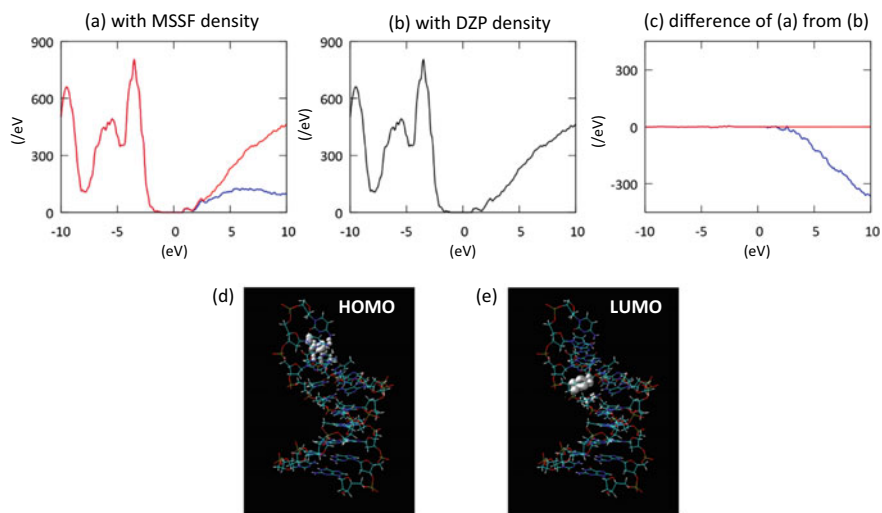 (a) with MSSF density
(b) with DZP density
(c) difference of (a) from (b)
900
600
300
0
(/eV
-10 -5 0 5 10
(eV)
900
600
300
0
(/eV)
-10 -5 0 5 10
(eV)
300
0
-300
(/eV)
-10 -5 0 5 10
(eV)
(d)
HOMO
(e)
LUMO